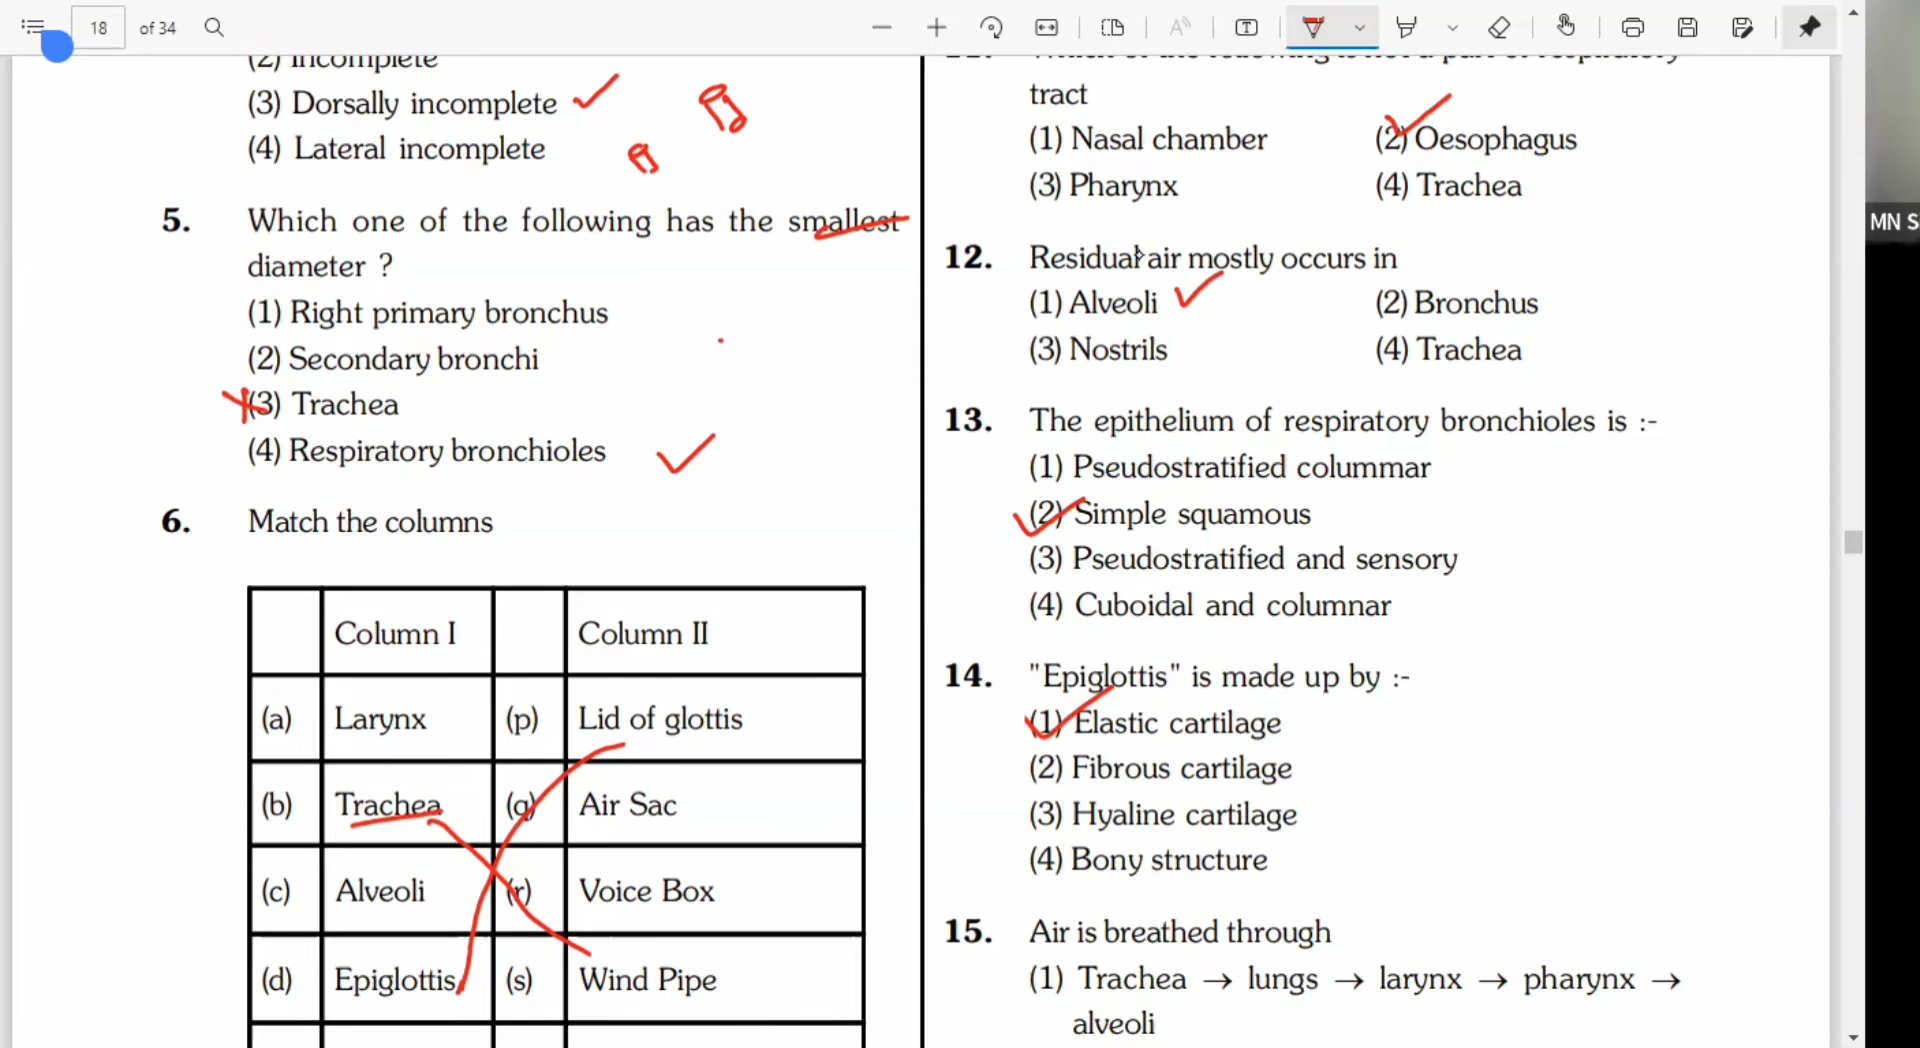 18 of 34
(2) Incomplete
(3) Dorsally incomplete
(4) Lateral incomplete
5. Which one of the following has the smallest
diameter ?
(1) Right primary bronchus
(2) Secondary bronchi
(3) Trachea
(4) Respiratory bronchioles
6. Match the columns
Column I Column II
(a) Larynx (p) Lid of glottis
(b) Trachea (q) Air Sac
(c) Alveoli (r) Voice Box
(d) Epiglottis (s) Wind Pipe
tract
(1) Nasal chamber (2) Oesophagus
(3) Pharynx (4) Trachea
12. Residual air mostly occurs in
(1) Alveoli (2) Bronchus
(3) Nostrils (4) Trachea
13. The epithelium of respiratory bronchioles is :-
(1) Pseudostratified colummar
(2) Simple squamous
(3) Pseudostratified and sensory
(4) Cuboidal and columnar
14. "Epiglottis" is made up by :-
(1) Elastic cartilage
(2) Fibrous cartilage
(3) Hyaline cartilage
(4) Bony structure
15. Air is breathed through
(1) Trachea → lungs → larynx → pharynx →
alveoli
MN S